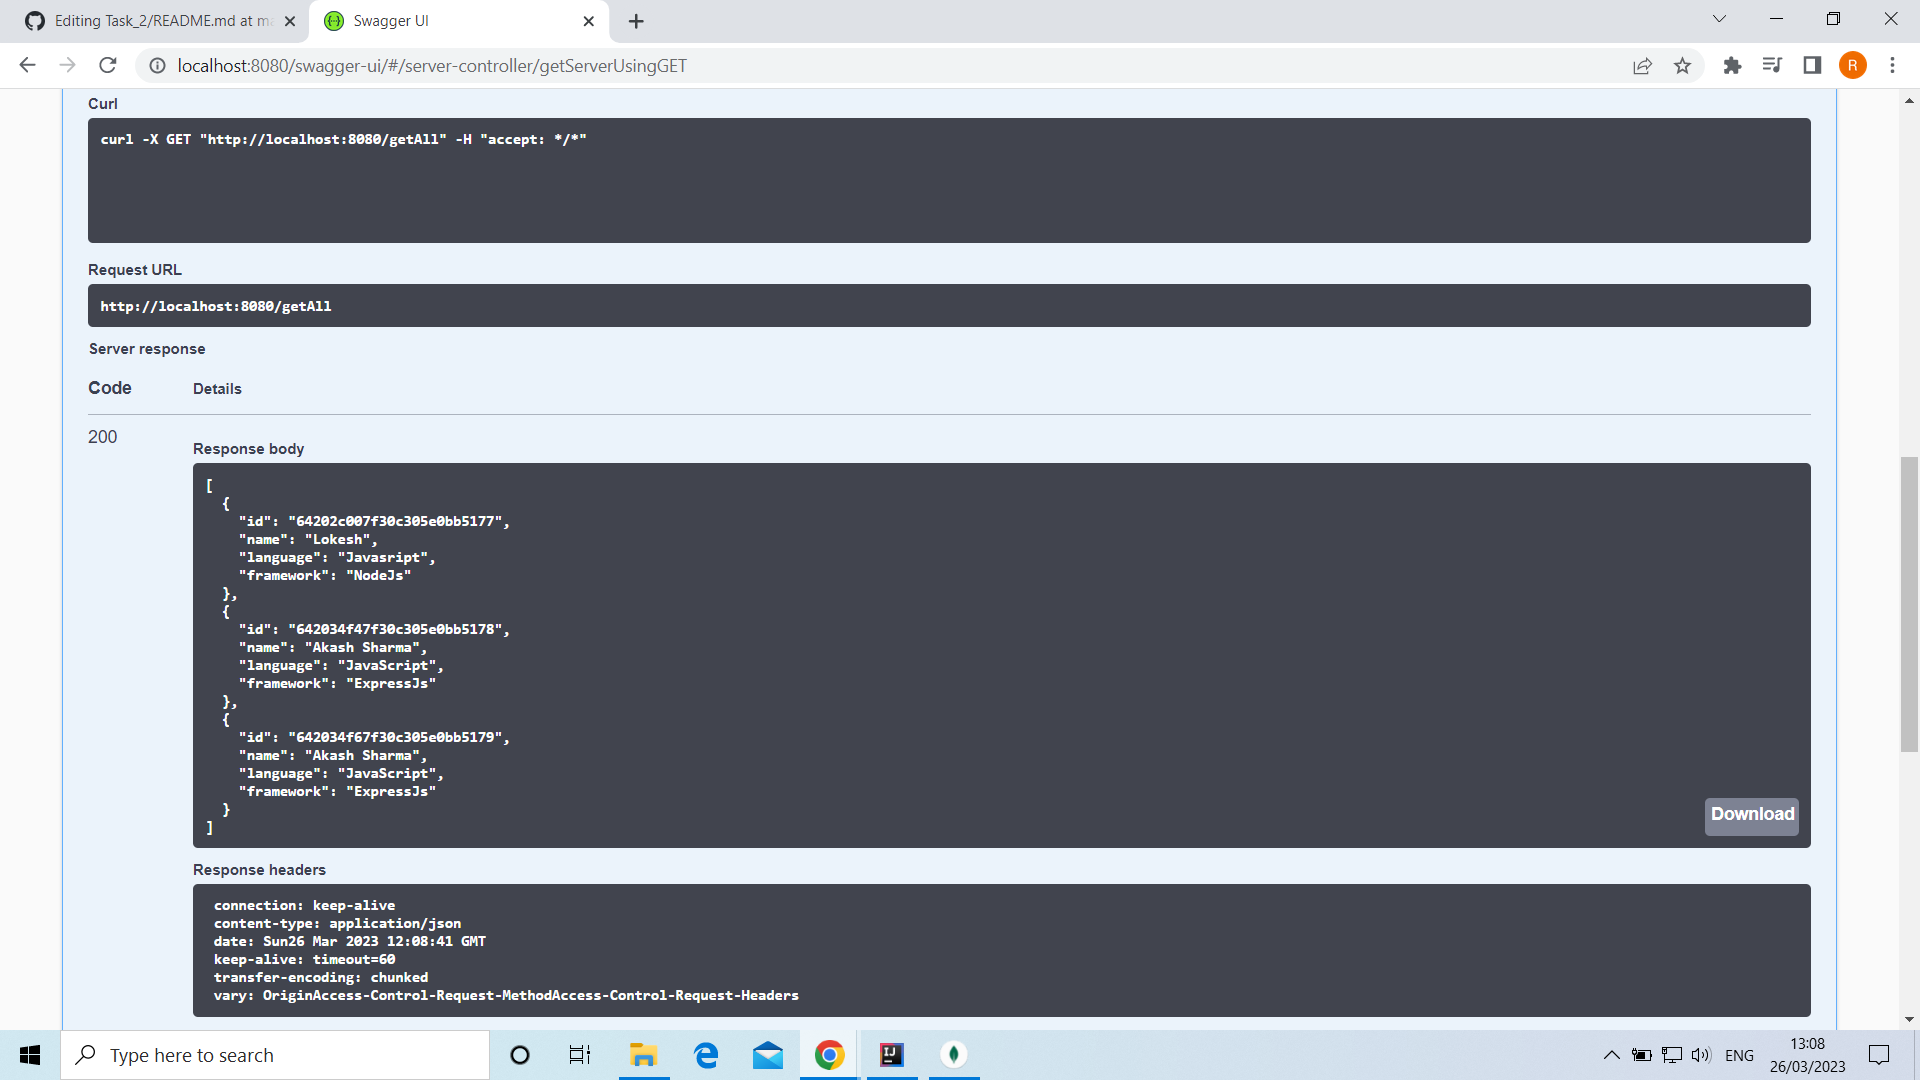 Editing Task_2/README.md at ma
Swagger UI
localhost:8080/swagger-ui/#/server-controller/getServerUsingGET
R
Curl
curl -X GET "http://localhost:8080/getAll" -H "accept: */*"
Request URL
http://localhost:8080/getAll
Server response
Code Details
200
Response body
[
{
"id": "64202c007f30c305e0bb5177",
"name": "Lokesh",
"language": "Javasript",
"framework": "NodeJs"
},
{
"id": "642034f47f30c305e0bb5178",
"name": "Akash Sharma",
"language": "JavaScript",
"framework": "ExpressJs"
},
{
"id": "642034f67f30c305e0bb5179",
"name": "Akash Sharma",
"language": "JavaScript",
"framework": "ExpressJs"
}
]
Download
Response headers
connection: keep-alive
content-type: application/json
date: Sun26 Mar 2023 12:08:41 GMT
keep-alive: timeout=60
transfer-encoding: chunked
vary: OriginAccess-Control-Request-MethodAccess-Control-Request-Headers
Type here to search
IJ
ENG
13:08
26/03/2023